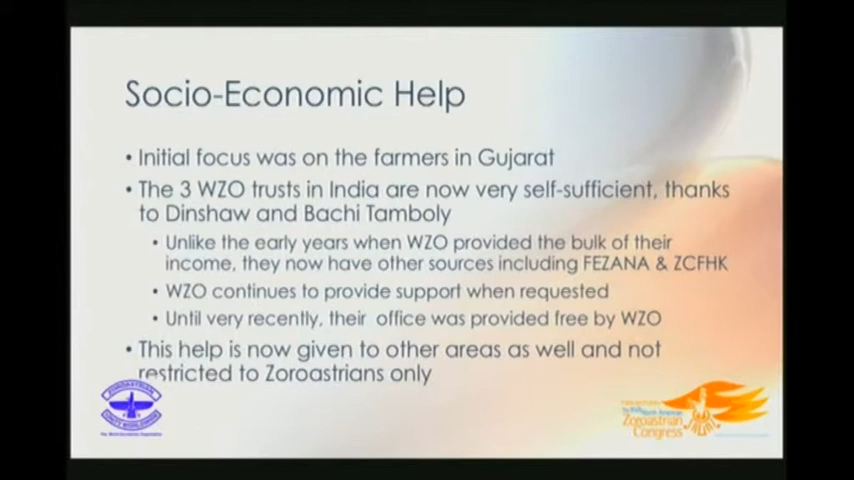 Socio-Economic Help
• Initial focus was on the farmers in Gujarat
• The 3 WZO trusts in India are now very self-sufficient, thanks
to Dinshaw and Bachi Tamboly
• Unlike the early years when WZO provided the bulk of their
income, they now have other sources including FEZANA & ZCFHK
• WZO continues to provide support when requested
• Until very recently, their office was provided free by WZO
• This help is now given to other areas as well and not
restricted to Zoroastrians only
ZOROASTRIAN
North American
Zoroastrian
Congress